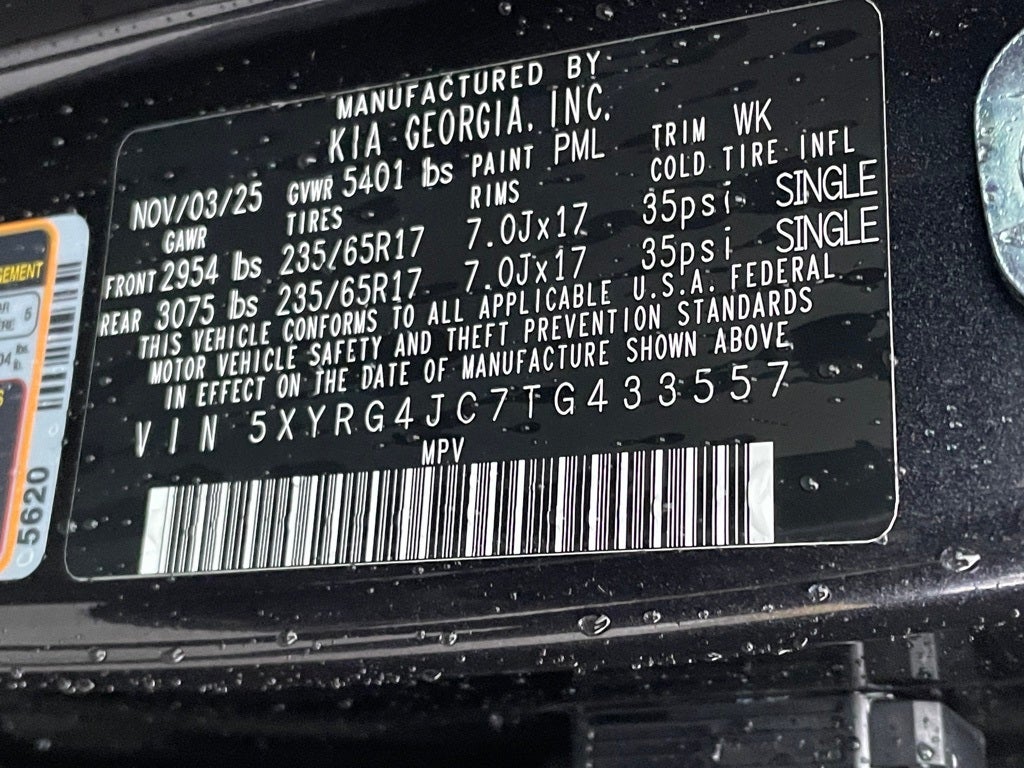 MANUFACTURED BY
KIA GEORGIA, INC.
NOV/03/25 GVWR 5401 lbs PAINT PML TRIM WK
GAWR TIRES RIMS COLD TIRE INFL
FRONT 2954 lbs 235/65R17 7.0Jx17 35psi SINGLE
REAR 3075 lbs 235/65R17 7.0Jx17 35psi SINGLE
THIS VEHICLE CONFORMS TO ALL APPLICABLE U.S.A. FEDERAL
MOTOR VEHICLE SAFETY AND THEFT PREVENTION STANDARDS
IN EFFECT ON THE DATE OF MANUFACTURE SHOWN ABOVE.
VIN 5XYRG4JC7TG433557
MPV
5
5620